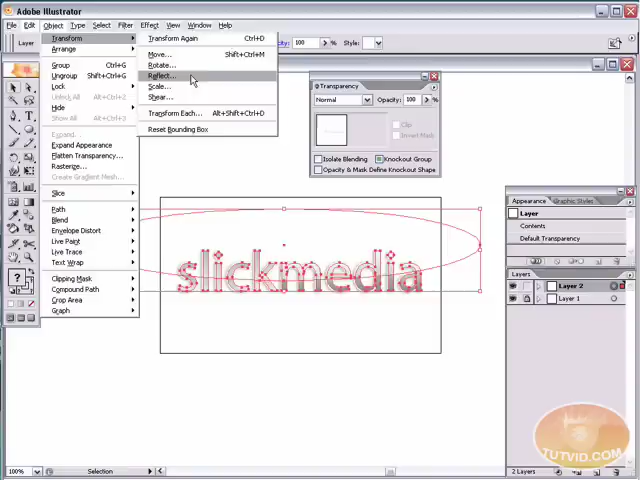 Adobe Illustrator
File Edit Object Type Select Filter Effect View Window Help
Layer
pt
Opacity: 100 %
Style:
Transform
Arrange
Group Ctrl+G
Ungroup Shift+Ctrl+G
Lock
Unlock All Alt+Ctrl+2
Hide
Show All Alt+Ctrl+3
Expand...
Expand Appearance
Flatten Transparency...
Rasterize...
Create Gradient Mesh...
Slice
Path
Blend
Envelope Distort
Live Paint
Live Trace
Text Wrap
Clipping Mask
Compound Path
Crop Area
Graph
Transform Again Ctrl+D
Move... Shift+Ctrl+M
Rotate...
Reflect...
Scale...
Shear...
Transform Each... Alt+Shift+Ctrl+D
Reset Bounding Box
Transparency
Normal
Opacity: 100 %
Clip
Invert Mask
Isolate Blending Knockout Group
Opacity & Mask Define Knockout Shape
slickmedia
Appearance Graphic Styles
Layer
Contents
Default Transparency
Layers
Layer 2
Layer 1
2 Layers
100% Selection
TUTVID.COM